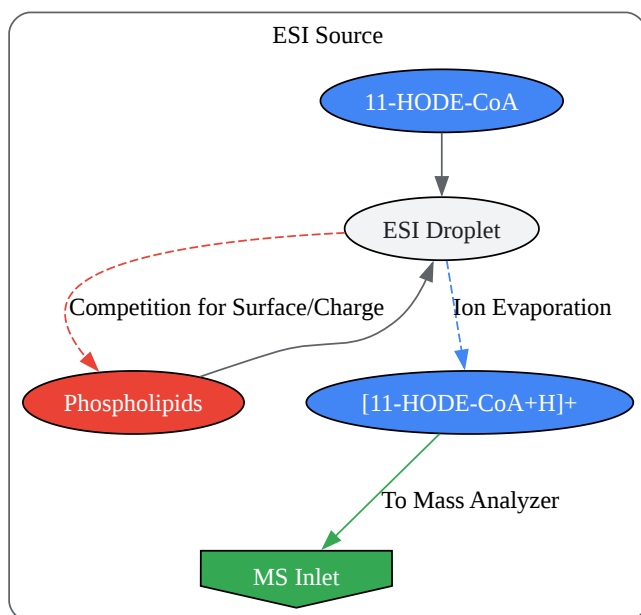 ESI Source
11-HODE-CoA
ESI Droplet
Competition for Surface/Charge
Ion Evaporation
Phospholipids
[11-HODE-CoA+H]+
To Mass Analyzer
MS Inlet